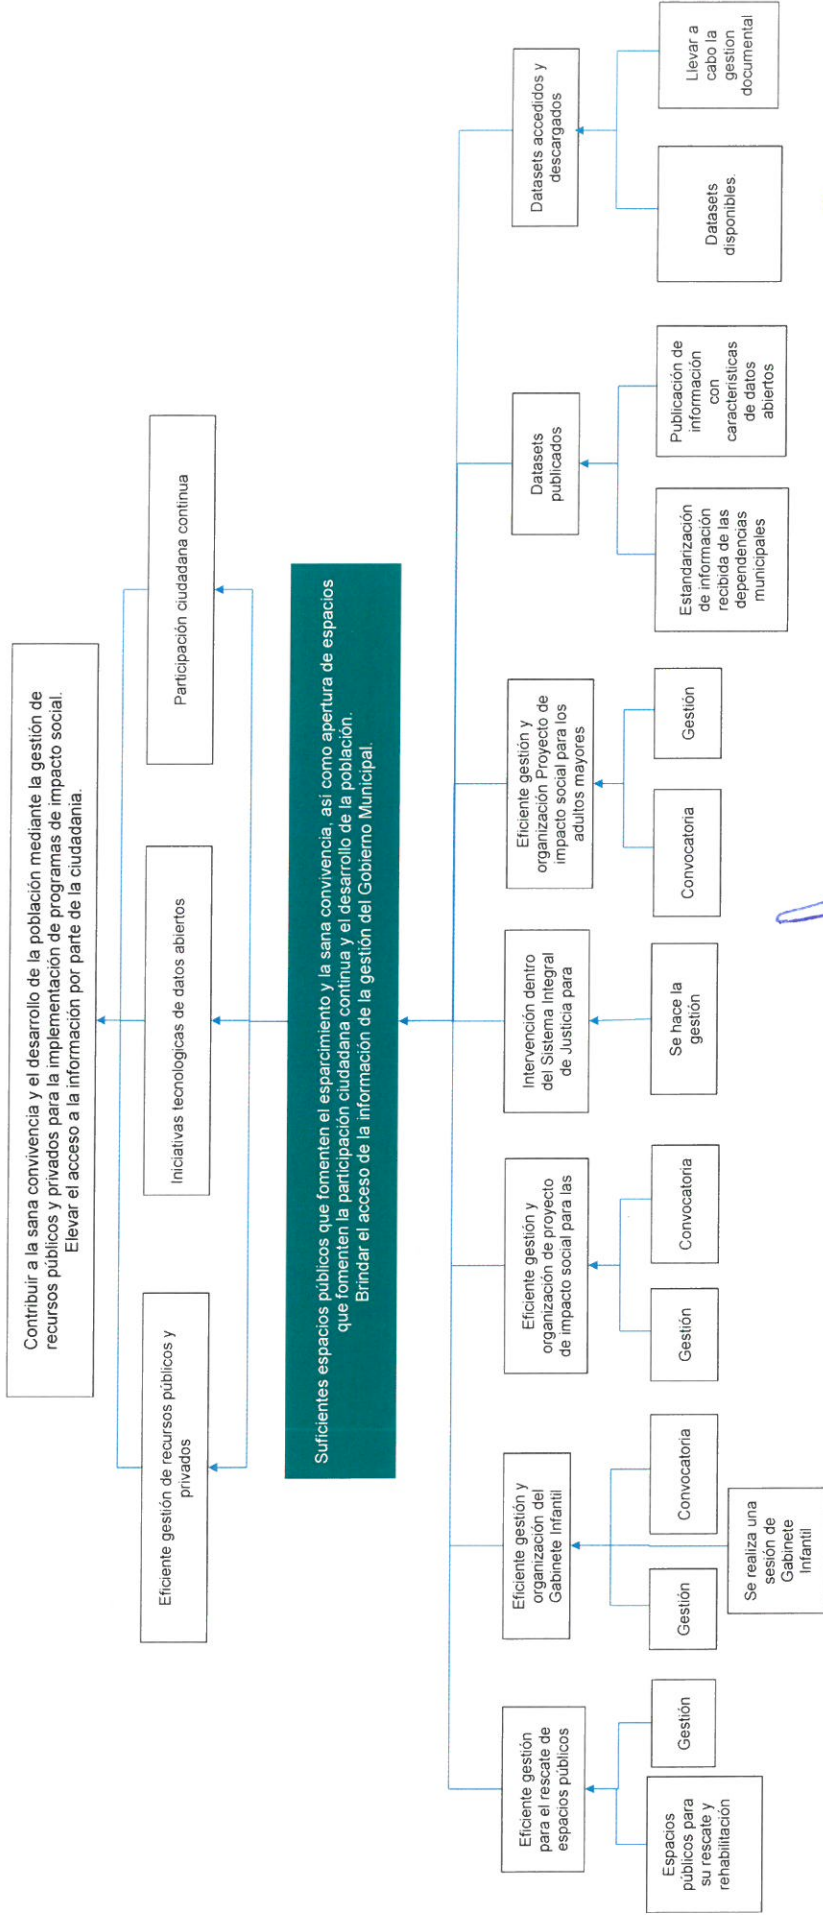 Contribuir a la sana convivencia y el desarrollo de la población mediante la gestión de
recursos públicos y privados para la implementación de programas de impacto social.
Elevar el acceso a la información por parte de la ciudadanía.
Eficiente gestión de recursos públicos y
privados
Iniciativas tecnologicas de datos abiertos
Participación ciudadana continua
Suficientes espacios públicos que fomenten el esparcimiento y la sana convivencia, así como apertura de espacios
que fomenten la participación ciudadana continua y el desarrollo de la población.
Brindar el acceso de la información de la gestión del Gobierno Municipal.
Eficiente gestión
para el rescate de
espacios públicos
Eficiente gestión y
organización del
Gabinete Infantil
Eficiente gestión y
organización de proyecto
de impacto social para las
Intervención dentro
del Sistema Integral
de Justicia para
Eficiente gestión y
organización Proyecto de
impacto social para los
adultos mayores
Datasets
publicados
Datasets accedidos y
descargados
Espacios
públicos para
su rescate y
rehabilitación
Gestión
Gestión
Se realiza una
sesión de
Gabinete
Infantil
Convocatoria
Gestión
Convocatoria
Se hace la
gestión
Convocatoria
Gestión
Estandarización
de información
recibida de las
dependencias
municipales
Publicación de
información
con
características
de datos
abiertos
Datasets
disponibles.
Llevar a
cabo la
gestion
documental